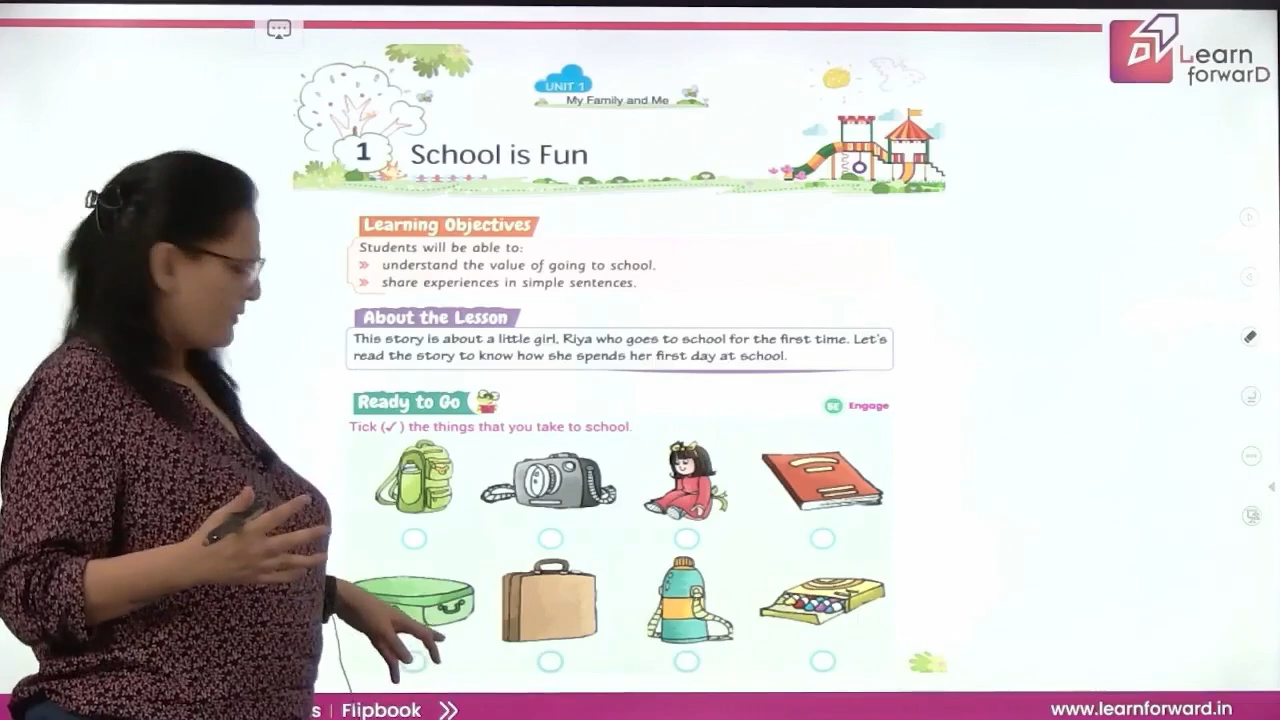 Learn
forwarD
UNIT 1
My Family and Me
1 School is Fun
Learning Objectives
Students will be able to:
» understand the value of going to school.
» share experiences in simple sentences.
About the Lesson
This story is about a little girl, Riya who goes to school for the first time. Let's
read the story to know how she spends her first day at school.
Ready to Go
5E Engage
Tick (✓) the things that you take to school.
s | Flipbook »
www.learnforward.in